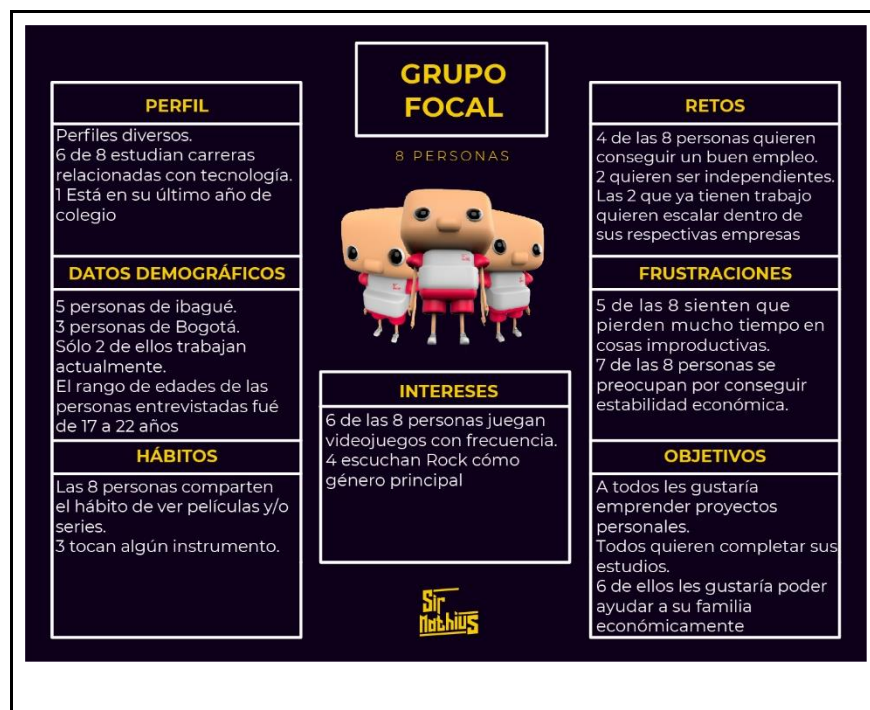 GRUPO
FOCAL
8 PERSONAS
PERFIL
Perfiles diversos.
6 de 8 estudian carreras
relacionadas con tecnología.
1 Está en su último año de
colegio
DATOS DEMOGRÁFICOS
5 personas de ibagué.
3 personas de Bogotá.
Sólo 2 de ellos trabajan
actualmente.
El rango de edades de las
personas entrevistadas fué
de 17 a 22 años
HÁBITOS
Las 8 personas comparten
el hábito de ver películas y/o
series.
3 tocan algún instrumento.
INTERESES
6 de las 8 personas juegan
videojuegos con frecuencia.
4 escuchan Rock cómo
género principal
Sir
Mathius
RETOS
4 de las 8 personas quieren
conseguir un buen empleo.
2 quieren ser independientes.
Las 2 que ya tienen trabajo
quieren escalar dentro de
sus respectivas empresas
FRUSTRACIONES
5 de las 8 sienten que
pierden mucho tiempo en
cosas improductivas.
7 de las 8 personas se
preocupan por conseguir
estabilidad económica.
OBJETIVOS
A todos les gustaría
emprender proyectos
personales.
Todos quieren completar sus
estudios.
6 de ellos les gustaría poder
ayudar a su familia
económicamente